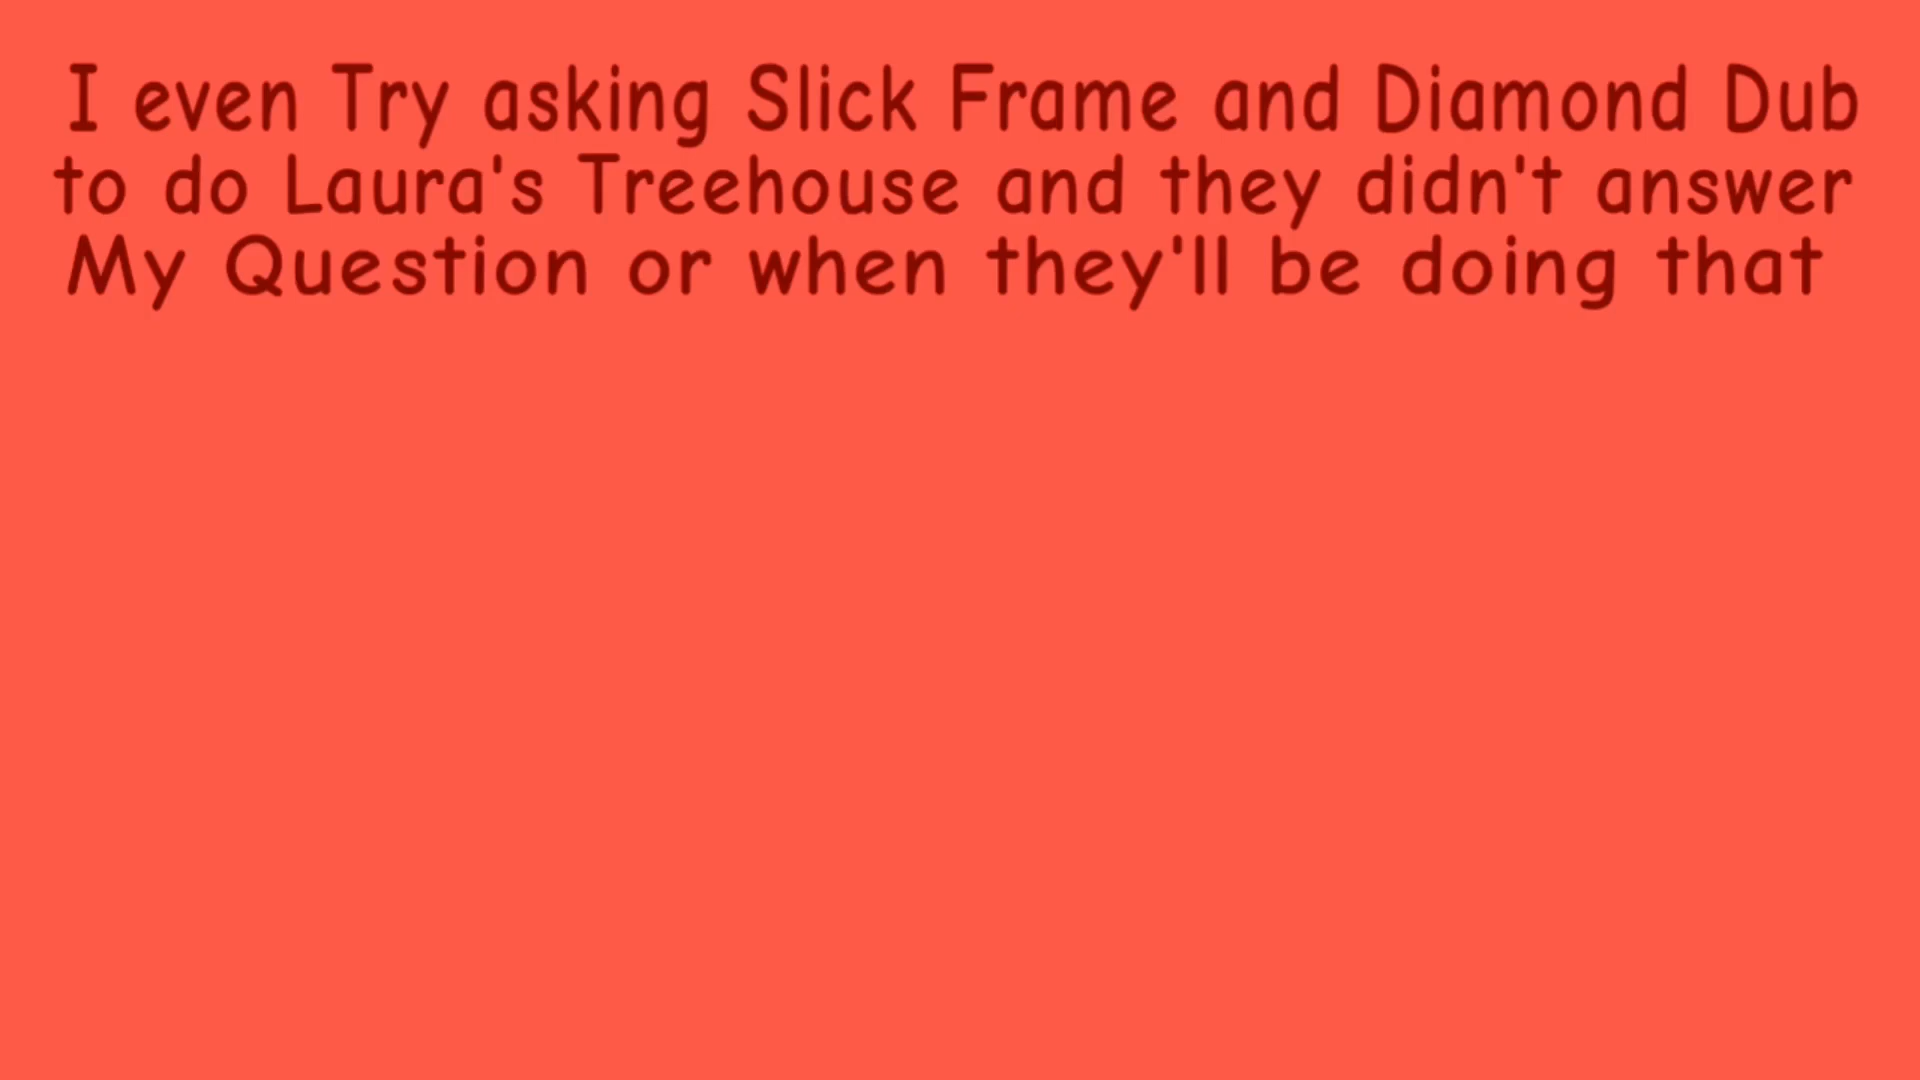 I even Try asking Slick Frame and Diamond Dub
to do Laura's Treehouse and they didn't answer
My Question or when they'll be doing that